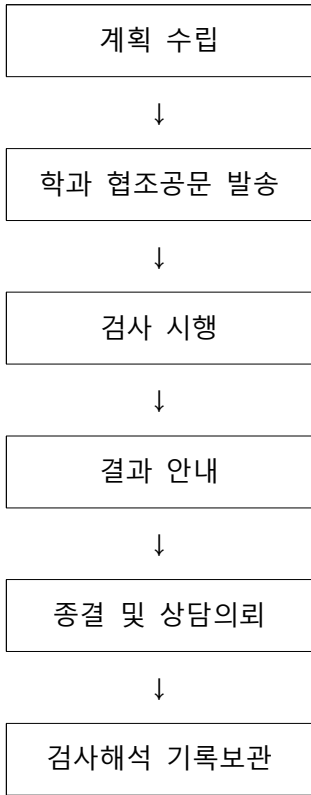 계획 수립
↓
학과 협조공문 발송
↓
검사 시행
↓
결과 안내
↓
종결 및 상담의뢰
↓
검사해석 기록보관